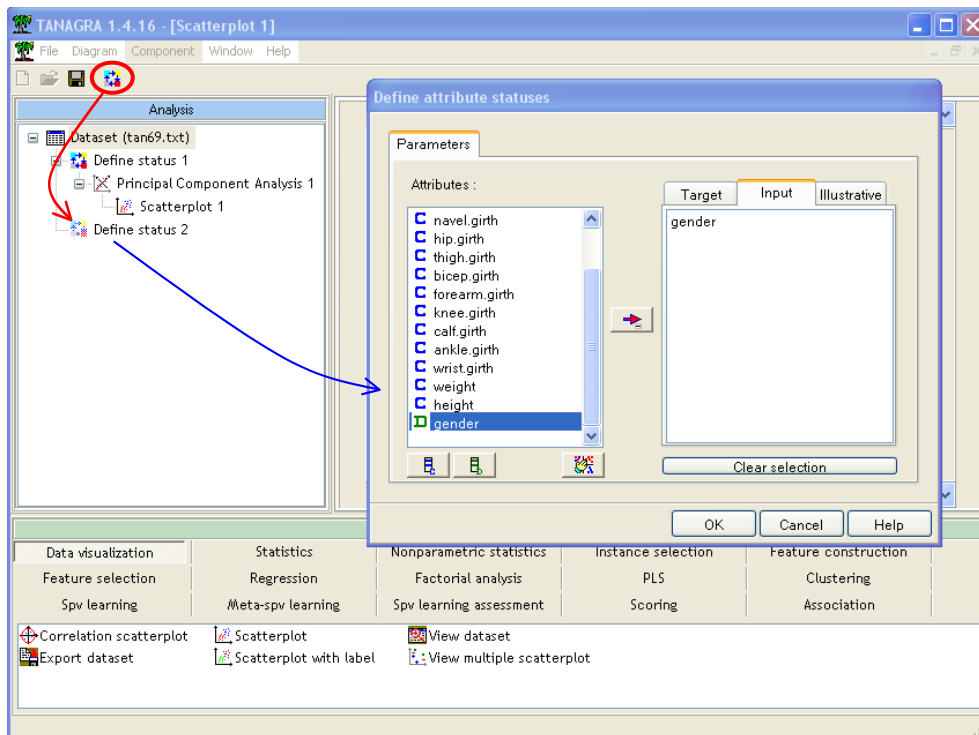 TANAGRA 1.4.16 - [Scatterplot 1]
File Diagram Component Window Help
Analysis
Dataset (tan69.txt)
Define status 1
Principal Component Analysis 1
Scatterplot 1
Define status 2
Define attribute statuses
Parameters
Attributes :
navel.girth
hip.girth
thigh.girth
bicep.girth
forearm.girth
knee.girth
calf.girth
ankle.girth
wrist.girth
weight
height
gender
Target Input Illustrative
gender
Clear selection
OK Cancel Help
Data visualization Statistics Nonparametric statistics Instance selection Feature construction
Feature selection Regression Factorial analysis PLS Clustering
Spv learning Meta-spv learning Spv learning assessment Scoring Association
Correlation scatterplot Scatterplot View dataset
Export dataset Scatterplot with label View multiple scatterplot